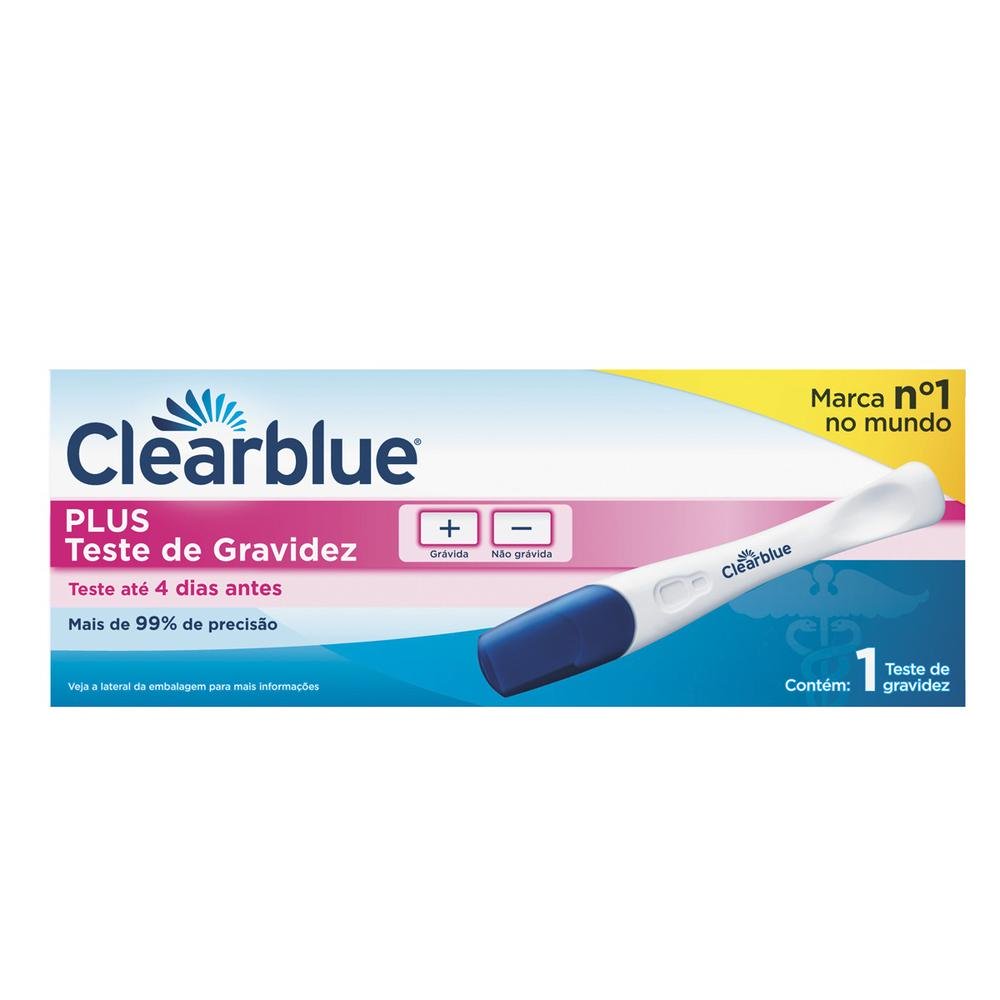 Clearblue®
Marca nº1
no mundo
PLUS
Teste de Gravidez
+ −
Grávida Não grávida
Clearblue
Teste até 4 dias antes
Mais de 99% de precisão
Veja a lateral da embalagem para mais informações
Contém: 1 Teste de
gravidez